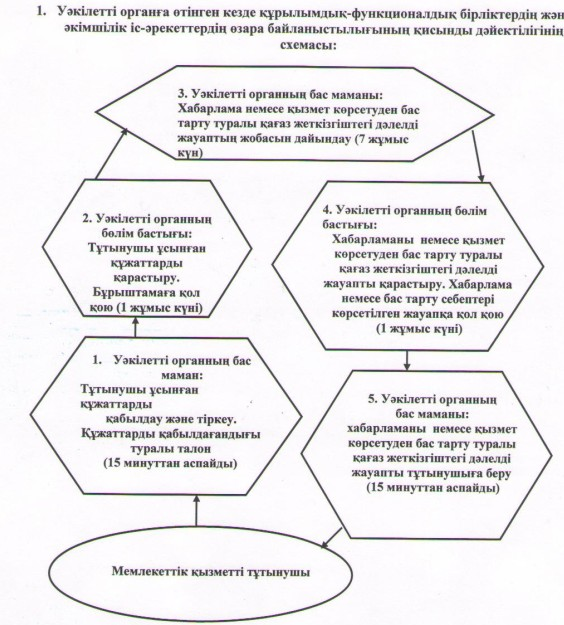 1. Уәкілетті органға өтінген кезде құрылымдық-функционалдық бірліктердің жән
әкімшілік іс-әрекеттердің өзара байланыстылығының қисынды дәйектілігінің
схемасы:
3. Уәкілетті органның бас маманы:
Хабарлама немесе қызмет көрсетуден бас
тарту туралы қағаз жеткізгіштегі дәлелді
жауаптың жобасын дайындау (7 жұмыс
күн)
2. Уәкілетті органның
бөлім бастығы:
Тұтынушы ұсынған
құжаттарды
қарастыру.
Бұрыштамаға қол
қою (1 жұмыс күні)
4. Уәкілетті органның бөлім
бастығы:
Хабарламаны немесе қызмет
көрсетуден бас тарту туралы
қағаз жеткізгіштегі дәлелді
жауапты қарастыру. Хабарлама
немесе бас тарту себептері
көрсетілген жауапқа қол қою
(1 жұмыс күні)
1. Уәкілетті органның бас
маман:
Тұтынушы ұсынған
құжаттарды
қабылдау және тіркеу.
Құжаттарды қабылдағандығы
туралы талон
(15 минуттан аспайды)
5. Уәкілетті органның
бас маманы:
хабарламаны немесе қызмет
көрсетуден бас тарту туралы
қағаз жеткізгіштегі дәлелді
жауапты тұтынушыға беру
(15 минуттан аспайды)
Мемлекеттік қызметті тұтынушы